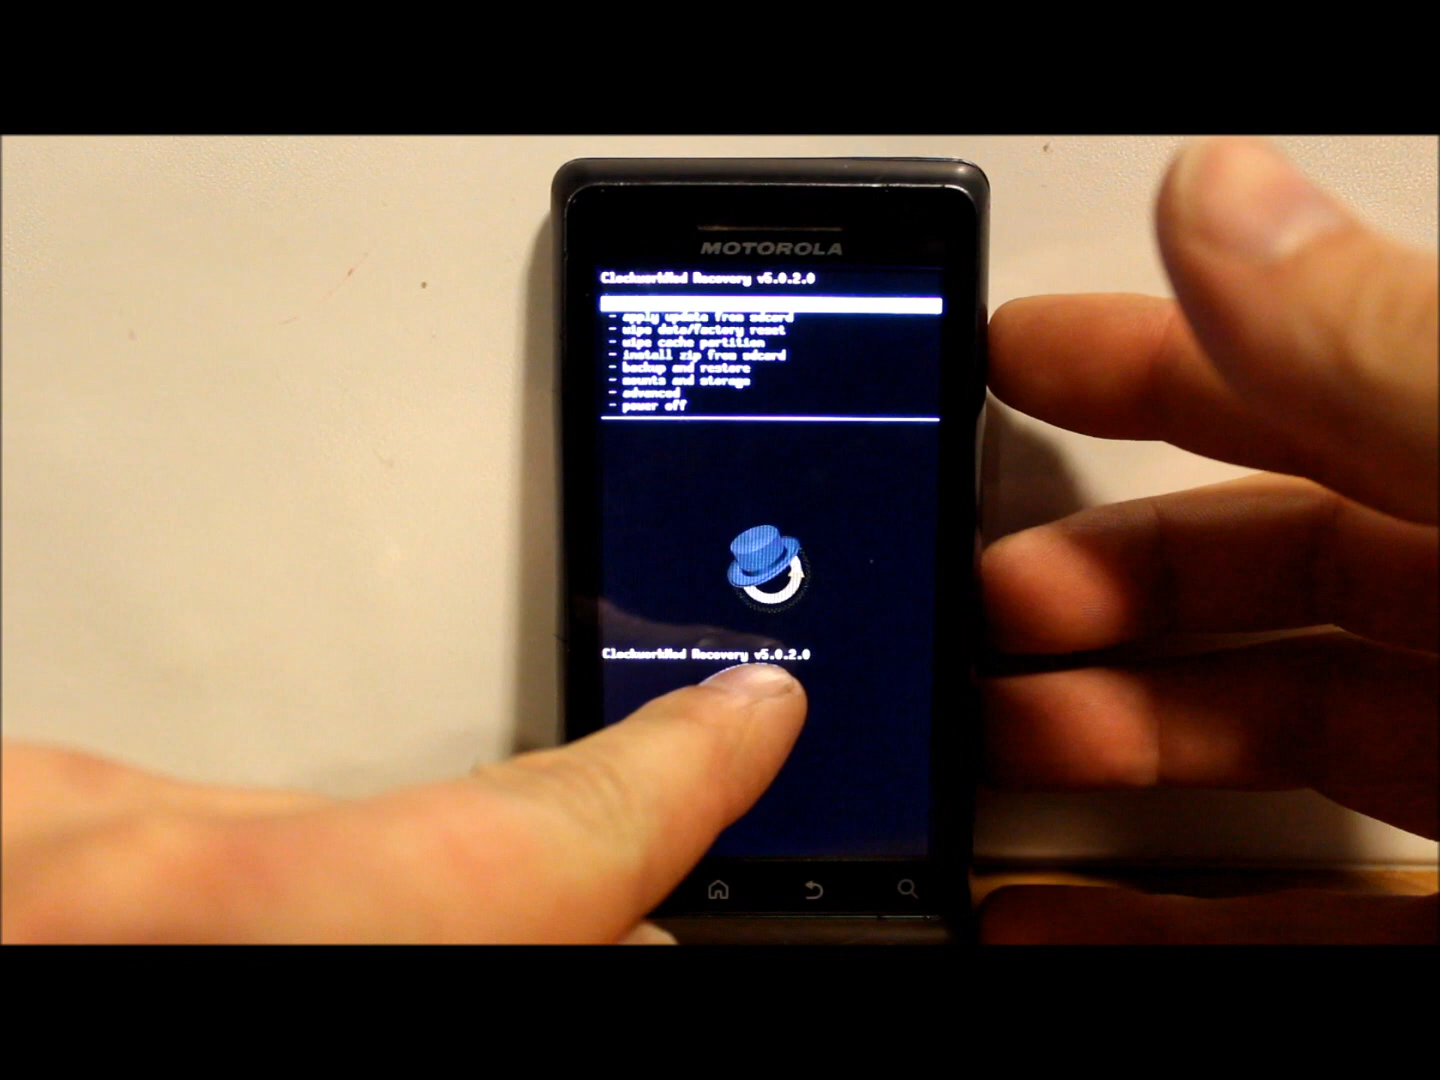 MOTOROLA
ClockworkMod Recovery v5.0.2.0
- apply update from sdcard
- wipe data/factory reset
- wipe cache partition
- install zip from sdcard
- backup and restore
- mounts and storage
- advanced
- power off
ClockworkMod Recovery v5.0.2.0